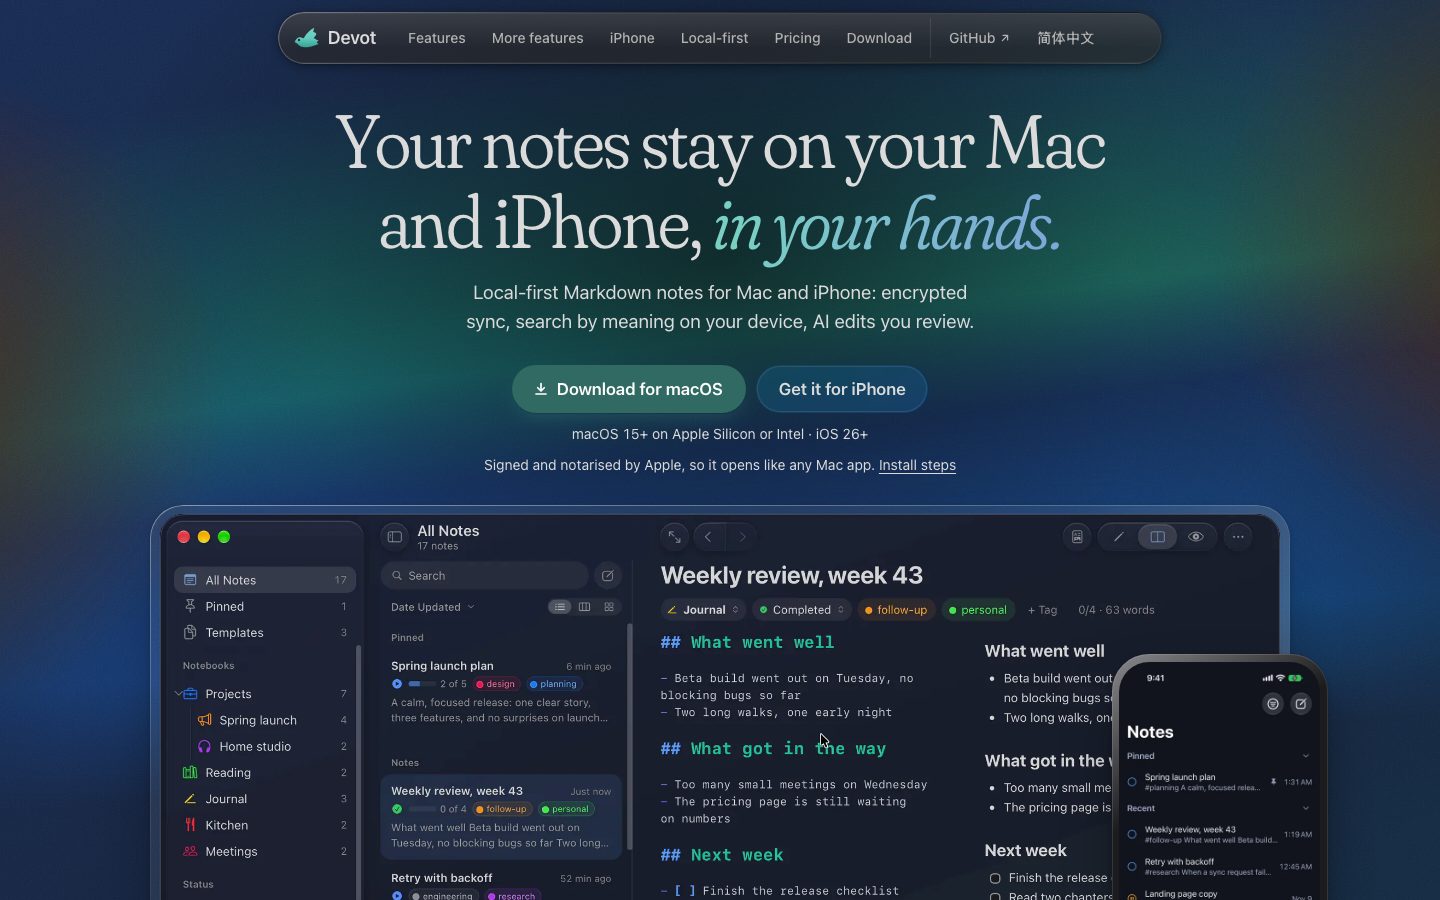 Devot
Features
More features
iPhone
Local-first
Pricing
Download
GitHub ↗
简体中文
Your notes stay on your Mac
and iPhone, in your hands.
Local-first Markdown notes for Mac and iPhone: encrypted
sync, search by meaning on your device, AI edits you review.
Download for macOS
Get it for iPhone
macOS 15+ on Apple Silicon or Intel · iOS 26+
Signed and notarised by Apple, so it opens like any Mac app. Install steps
All Notes 17
Pinned 1
Templates 3
Notebooks
Projects 7
Spring launch 4
Home studio 2
Reading 2
Journal 3
Kitchen 2
Meetings 2
Status
All Notes
17 notes
Search
Date Updated
Pinned
Spring launch plan 6 min ago
2 of 5 design planning
A calm, focused release: one clear story,
three features, and no surprises on launch...
Notes
Weekly review, week 43 Just now
0 of 4 follow-up personal
What went well Beta build went out on
Tuesday, no blocking bugs so far Two long...
Retry with backoff 52 min ago
engineering research
Weekly review, week 43
Journal Completed follow-up personal + Tag 0/4 · 63 words
## What went well
– Beta build went out on Tuesday, no
blocking bugs so far
– Two long walks, one early night
## What got in the way
– Too many small meetings on Wednesday
– The pricing page is still waiting
on numbers
## Next week
– [ ] Finish the release checklist
What went well
• Beta build went out
no blocking bugs s
• Two long walks, on
What got in the w
• Too many small me
• The pricing page is
Next week
Finish the release
Read two chapters
9:41
Notes
Pinned
Spring launch plan 1:31 AM
#planning A calm, focused relea...
Recent
Weekly review, week 43 1:19 AM
#follow-up What went well Beta build...
Retry with backoff 12:45 AM
#research When a sync request fail...
Landing page copy Nov 9